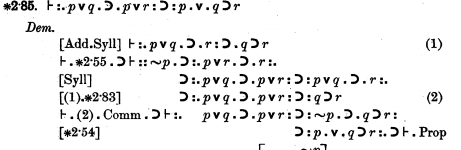 *2·85. ⊦ :. p ∨ q . ⊃ . p ∨ r : ⊃ : p . ∨ . q ⊃ r
Dem.
[Add.Syll] ⊦ :. p ∨ q . ⊃ . r : ⊃ . q ⊃ r (1)
⊦ . *2·55 . ⊃ ⊦ :: ~p . ⊃ :. p ∨ r . ⊃ . r :.
[Syll] ⊃ :. p ∨ q . ⊃ . p ∨ r : ⊃ : p ∨ q . ⊃ . r :.
[(1).*2·83] ⊃ :. p ∨ q . ⊃ . p ∨ r : ⊃ : q ⊃ r (2)
⊦ . (2) . Comm . ⊃ ⊦ :. p ∨ q . ⊃ . p ∨ r : ⊃ : ~p . ⊃ . q ⊃ r :
[*2·54] ⊃ : p . ∨ . q ⊃ r :. ⊃ ⊦ . Prop